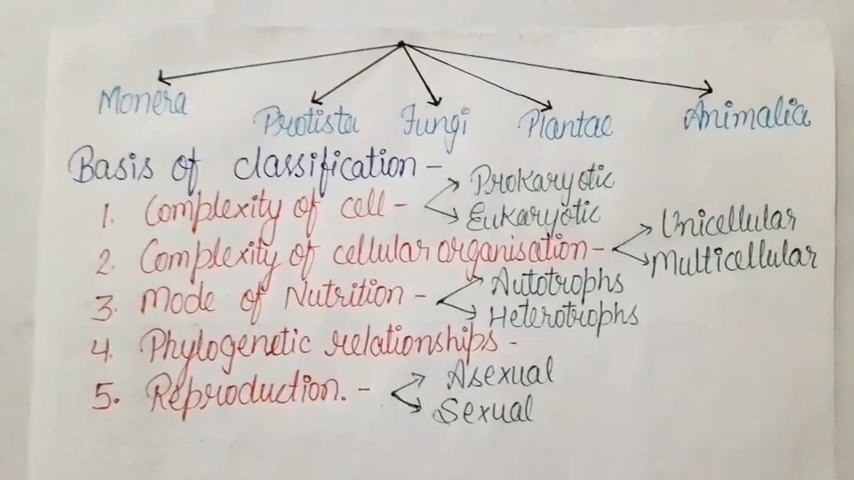 Monera Protista Fungi Plantae Animalia
Basis of classification -
1. Complexity of cell - Prokaryotic
Eukaryotic
2. Complexity of cellular organisation - Unicellular
Multicellular
3. Mode of Nutrition - Autotrophs
Heterotrophs
4. Phylogenetic relationships -
5. Reproduction. - Asexual
Sexual